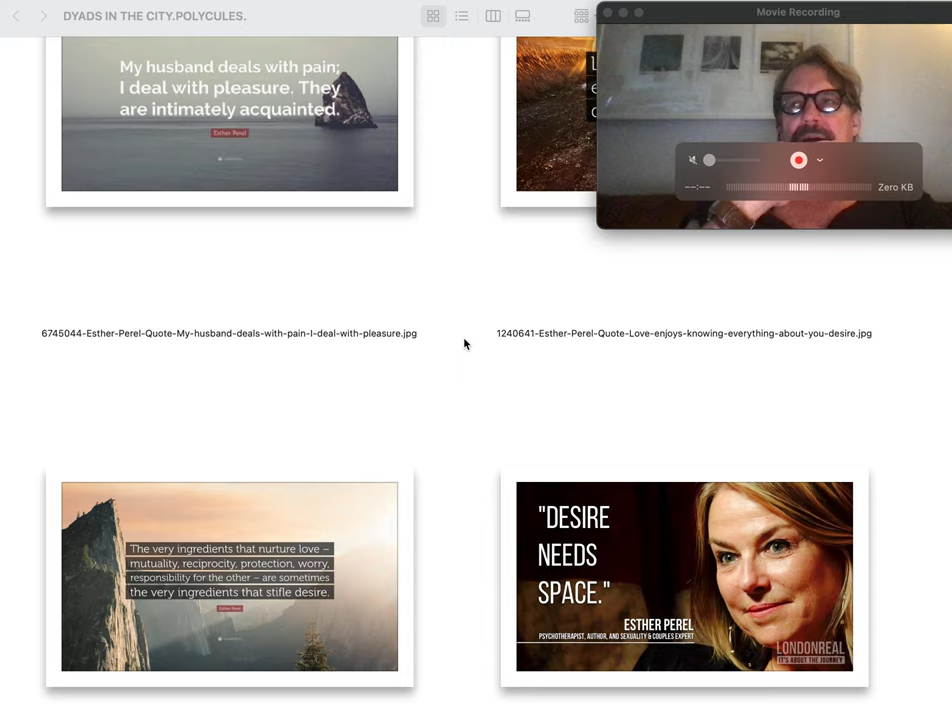 DYADS IN THE CITY.POLYCULES.
Movie Recording
My husband deals with pain;
I deal with pleasure. They
are intimately acquainted.
Esther Perel
--:--
Zero KB
6745044-Esther-Perel-Quote-My-husband-deals-with-pain-I-deal-with-pleasure.jpg
1240641-Esther-Perel-Quote-Love-enjoys-knowing-everything-about-you-desire.jpg
The very ingredients that nurture love –
mutuality, reciprocity, protection, worry,
responsibility for the other – are sometimes
the very ingredients that stifle desire.
Esther Perel
"DESIRE
NEEDS
SPACE."
ESTHER PEREL
PSYCHOTHERAPIST, AUTHOR, AND SEXUALITY & COUPLES EXPERT
LONDONREAL
IT'S ABOUT THE JOURNEY